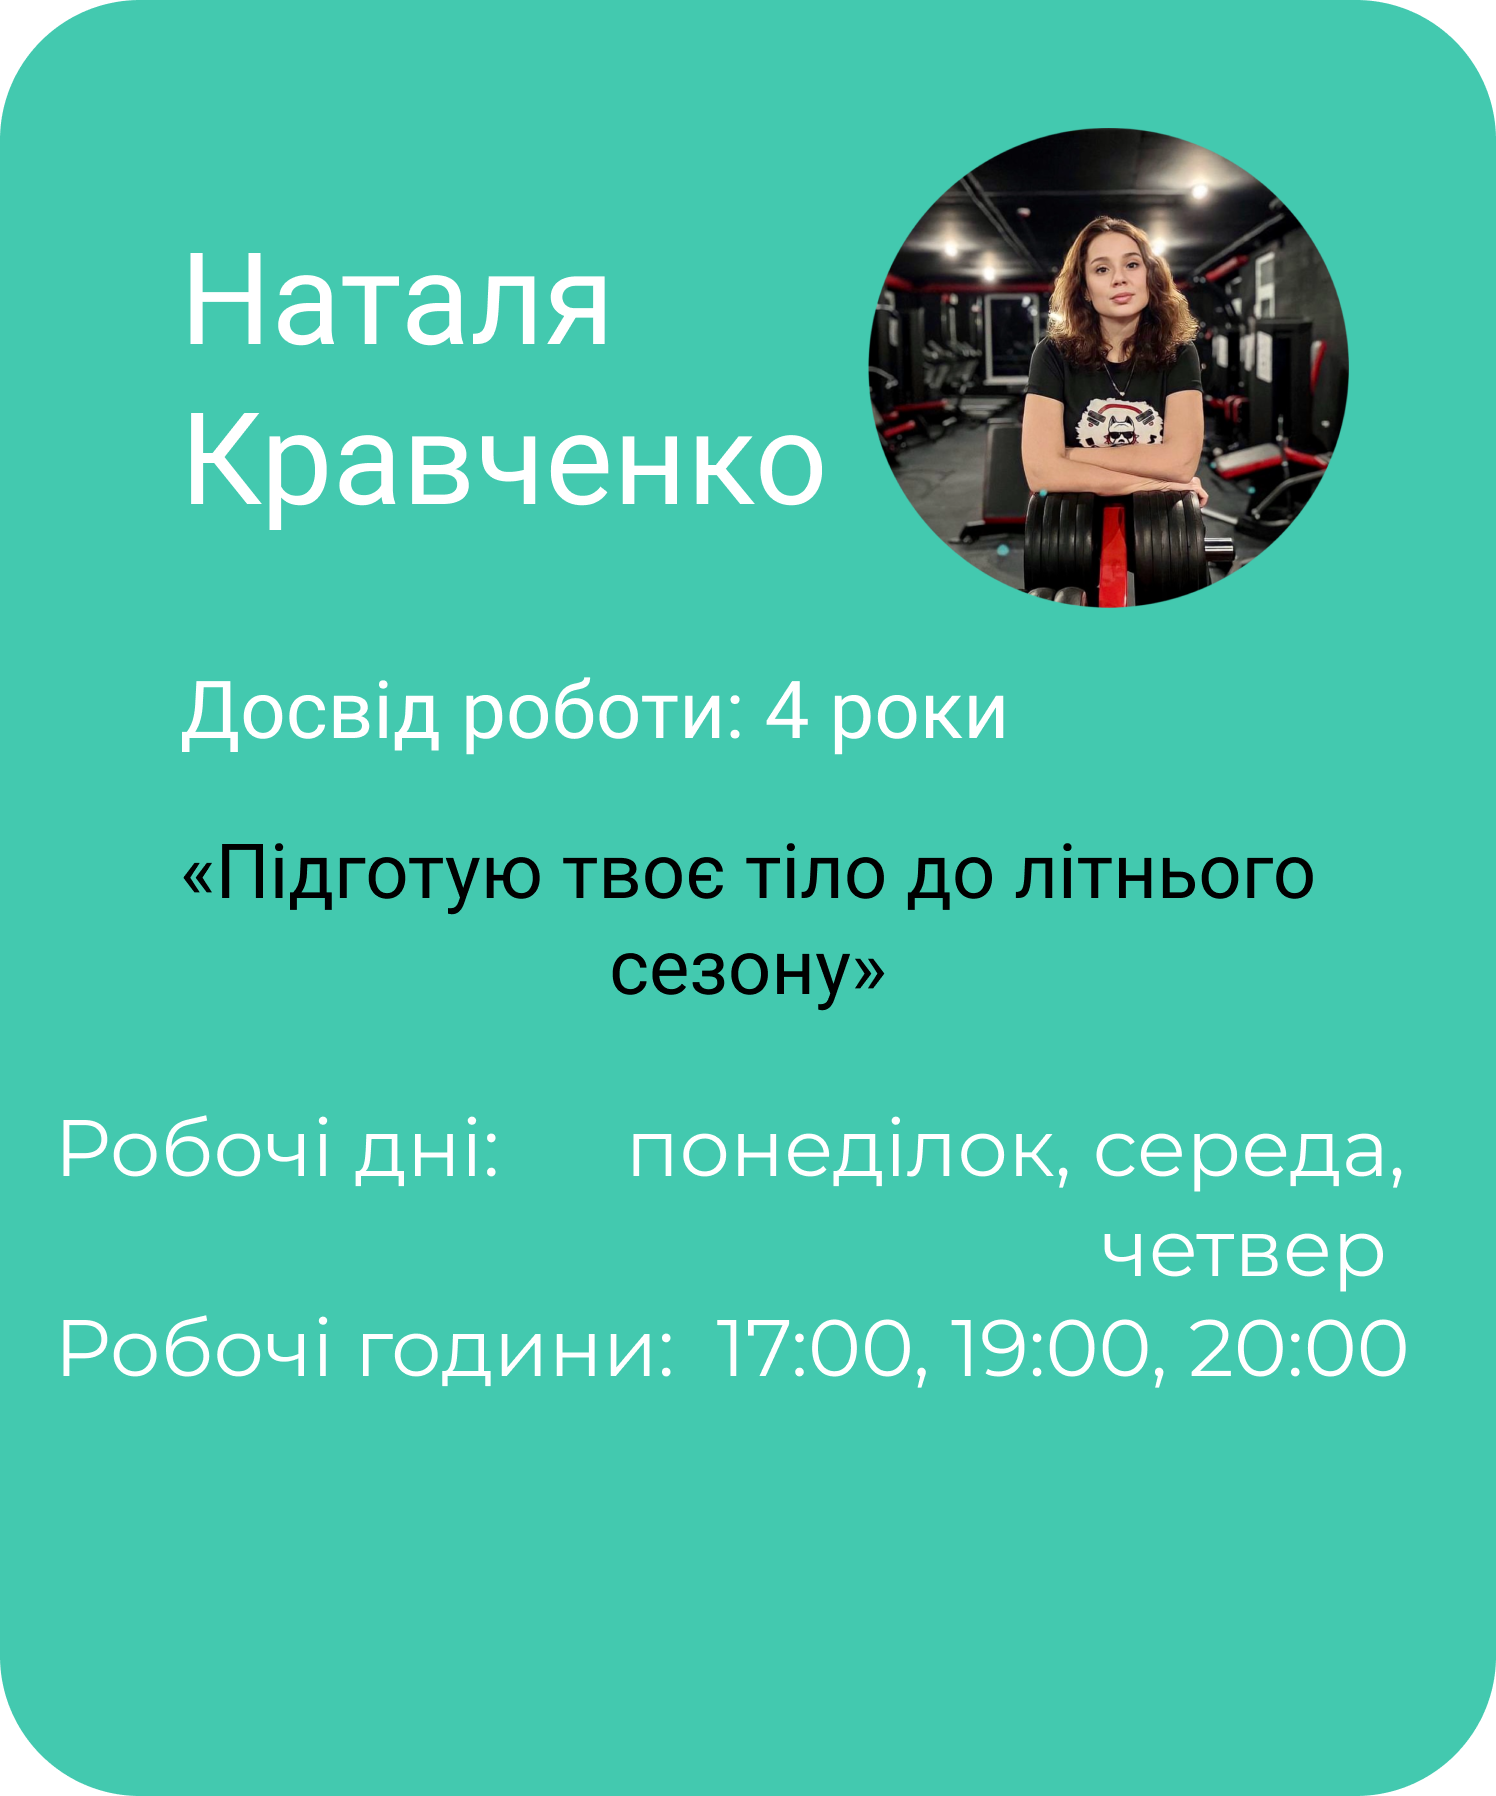 Наталя
Кравченко
Досвід роботи: 4 роки
«Підготую твоє тіло до літнього
сезону»
Робочі дні: понеділок, середа,
четвер
Робочі години: 17:00, 19:00, 20:00